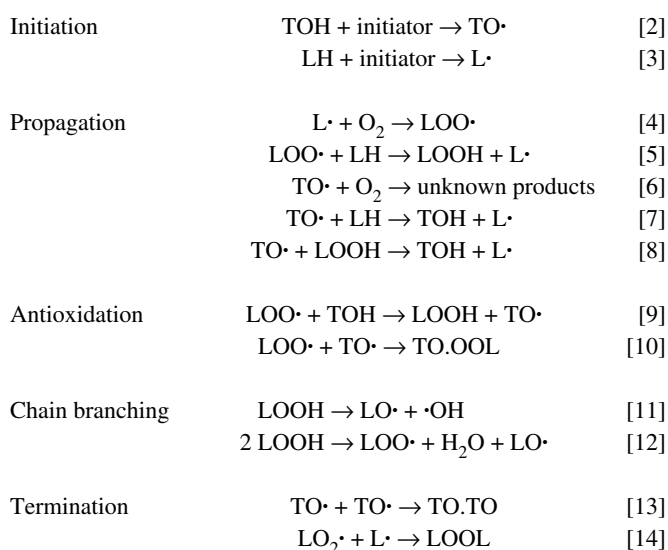 Initiation TOH + initiator → TO• [2]
LH + initiator → L• [3]
Propagation L• + O₂ → LOO• [4]
LOO• + LH → LOOH + L• [5]
TO• + O₂ → unknown products [6]
TO• + LH → TOH + L• [7]
TO• + LOOH → TOH + L• [8]
Antioxidation LOO• + TOH → LOOH + TO• [9]
LOO• + TO• → TO.OOL [10]
Chain branching LOOH → LO• + •OH [11]
2 LOOH → LOO• + H₂O + LO• [12]
Termination TO• + TO• → TO.TO [13]
LO₂• + L• → LOOL [14]